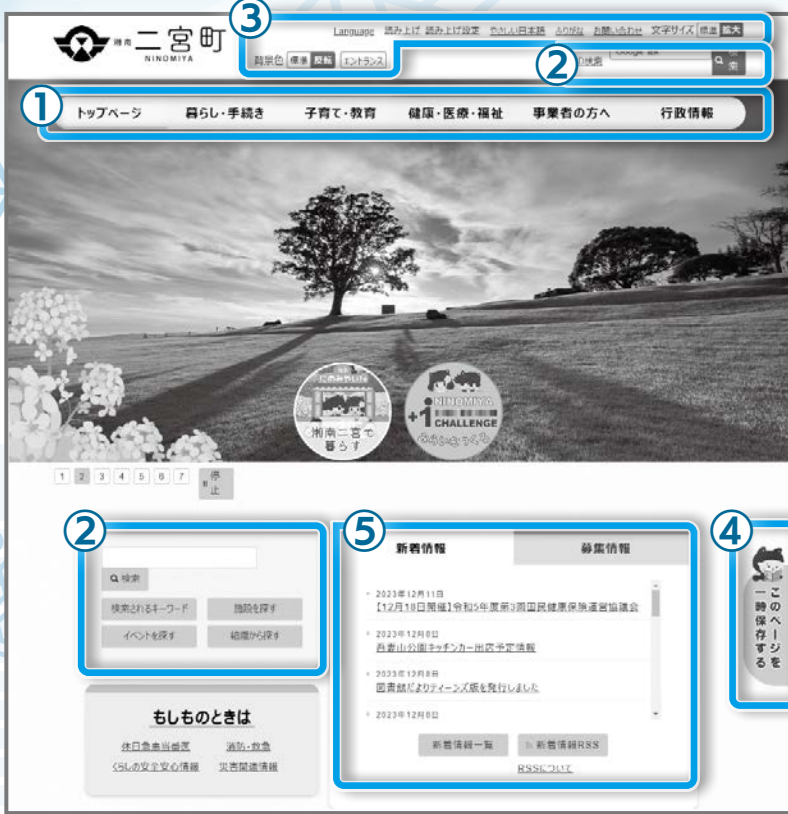 ③
湘南 二宮町
NINOMIYA
Language 読み上げ 読み上げ設定 やさしい日本語 ふりがな お問い合わせ 文字サイズ 標準 拡大
背景色 標準 反転 エントランス
②
検索
①
トップページ 暮らし・手続き 子育て・教育 健康・医療・福祉 事業者の方へ 行政情報
湘南二宮で
暮らす
NINOMIYA
+i
CHALLENGE
1 2 3 4 5 6 7 停止
②
検索
検索されるキーワード 施設を探す
イベントを探す 組織から探す
もしものときは
休日急患当番医 消防・救急
くらしの安全安心情報 災害関連情報
⑤
新着情報 募集情報
2023年12月11日
【12月18日開催】令和5年度第3回国民健康保険運営協議会
2023年12月8日
吾妻山公園キッチンカー出店予定情報
2023年12月8日
図書館だよりティーンズ版を発行しました
2023年12月8日
新着情報一覧 新着情報RSS
RSSについて
④
このページを
一時保存する